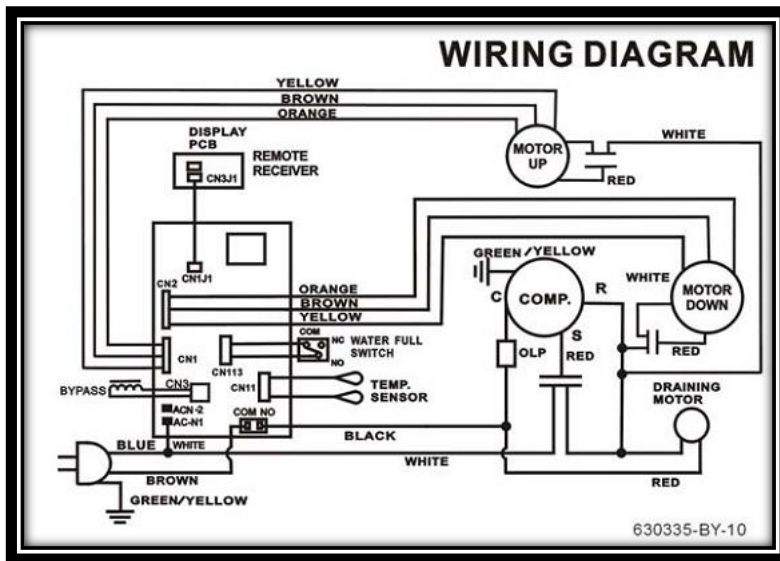 WIRING DIAGRAM
YELLOW
BROWN
ORANGE
DISPLAY
PCB
REMOTE
RECEIVER
CN3J1
MOTOR
UP
WHITE
RED
CN1J1
CN2
ORANGE
BROWN
YELLOW
GREEN/YELLOW
C
COMP.
R
S
RED
OLP
WHITE
MOTOR
DOWN
RED
CN1
CN113
COM
NC
NO
WATER FULL
SWITCH
BYPASS
CN3
CN11
TEMP.
SENSOR
ACN-2
AC-N1
COM NO
BLACK
DRAINING
MOTOR
BLUE
WHITE
WHITE
BROWN
RED
GREEN/YELLOW
630335-BY-10